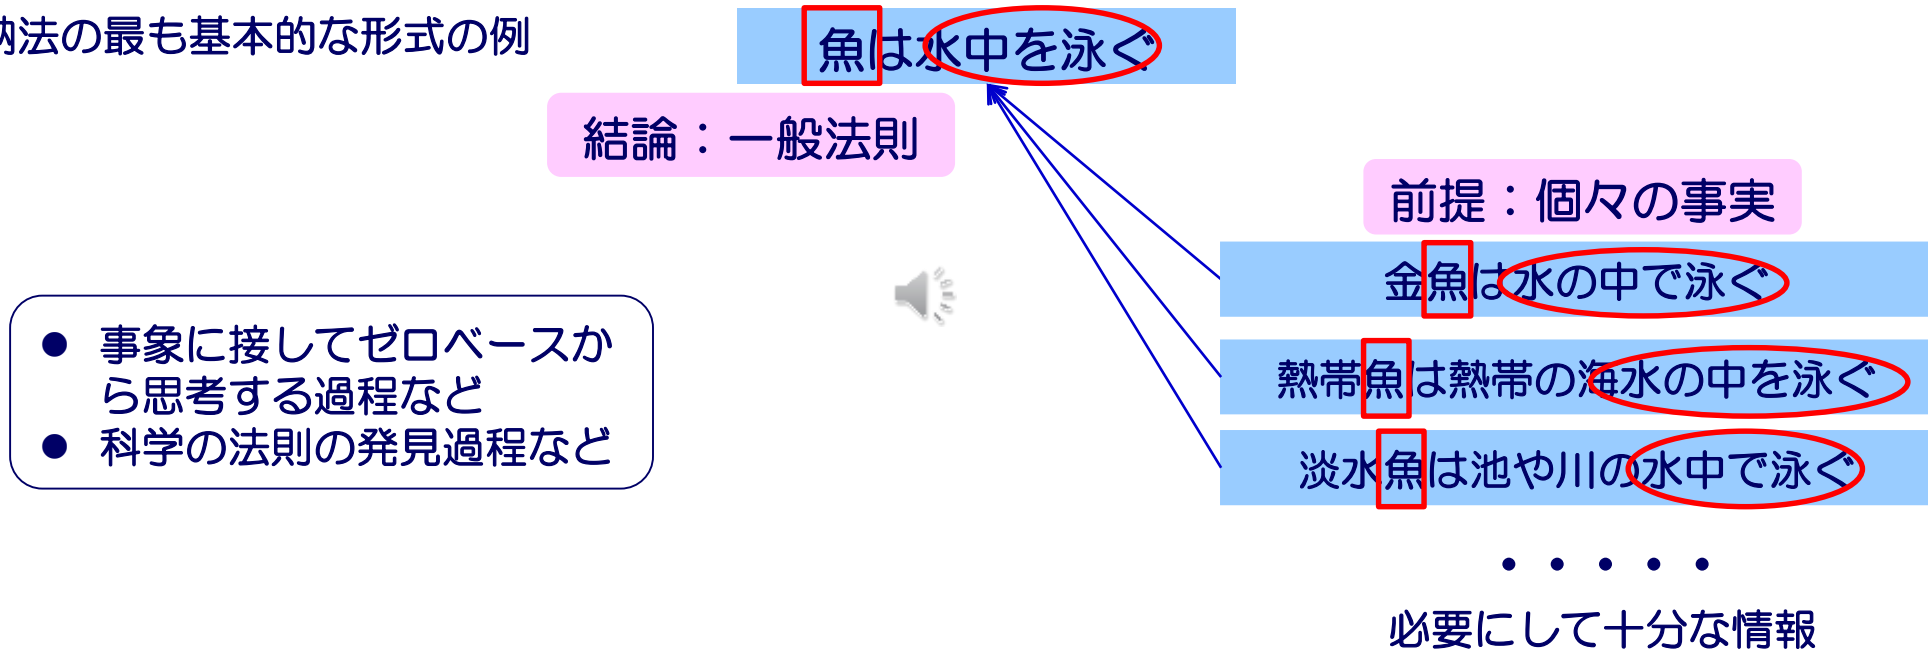 納法の最も基本的な形式の例
魚は水中を泳ぐ
結論：一般法則
前提：個々の事実
金魚は水の中で泳ぐ
熱帯魚は熱帯の海水の中を泳ぐ
淡水魚は池や川の水中で泳ぐ
・・・・・
必要にして十分な情報
● 事象に接してゼロベースか
ら思考する過程など
● 科学の法則の発見過程など